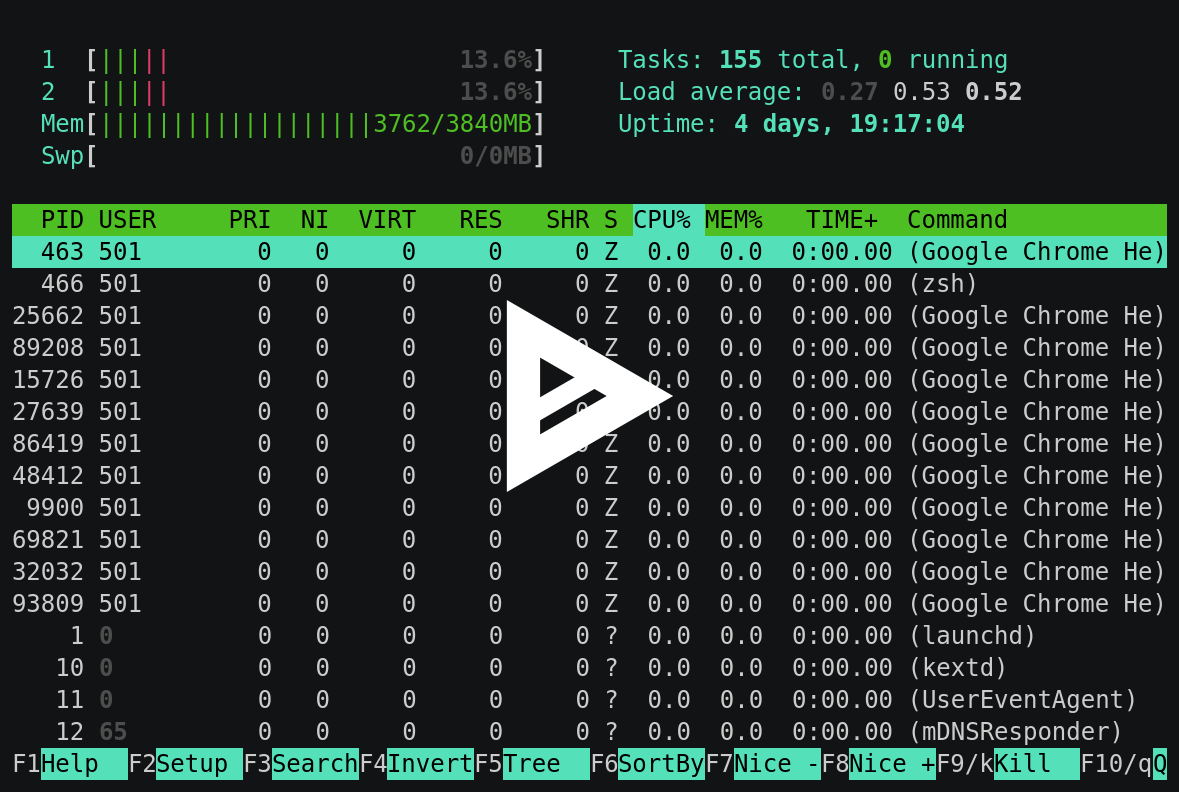 1 [||||| 13.6%] Tasks: 155 total, 0 running
2 [||||| 13.6%] Load average: 0.27 0.53 0.52
Mem[|||||||||||||||||||3762/3840MB] Uptime: 4 days, 19:17:04
Swp[ 0/0MB]
PID USER PRI NI VIRT RES SHR S CPU% MEM% TIME+ Command
463 501 0 0 0 0 0 Z 0.0 0.0 0:00.00 (Google Chrome He)
466 501 0 0 0 0 0 Z 0.0 0.0 0:00.00 (zsh)
25662 501 0 0 0 0 0 Z 0.0 0.0 0:00.00 (Google Chrome He)
89208 501 0 0 0 0 0 Z 0.0 0.0 0:00.00 (Google Chrome He)
15726 501 0 0 0 0 0.0 0.0 0:00.00 (Google Chrome He)
27639 501 0 0 0 0 0 0.0 0.0 0:00.00 (Google Chrome He)
86419 501 0 0 0 0 0 Z 0.0 0.0 0:00.00 (Google Chrome He)
48412 501 0 0 0 0 0 Z 0.0 0.0 0:00.00 (Google Chrome He)
9900 501 0 0 0 0 0 Z 0.0 0.0 0:00.00 (Google Chrome He)
69821 501 0 0 0 0 0 Z 0.0 0.0 0:00.00 (Google Chrome He)
32032 501 0 0 0 0 0 Z 0.0 0.0 0:00.00 (Google Chrome He)
93809 501 0 0 0 0 0 Z 0.0 0.0 0:00.00 (Google Chrome He)
1 0 0 0 0 0 0 ? 0.0 0.0 0:00.00 (launchd)
10 0 0 0 0 0 0 ? 0.0 0.0 0:00.00 (kextd)
11 0 0 0 0 0 0 ? 0.0 0.0 0:00.00 (UserEventAgent)
12 65 0 0 0 0 0 ? 0.0 0.0 0:00.00 (mDNSResponder)
F1Help F2Setup F3SearchF4InvertF5Tree F6SortByF7Nice -F8Nice +F9/kKill F10/qQ